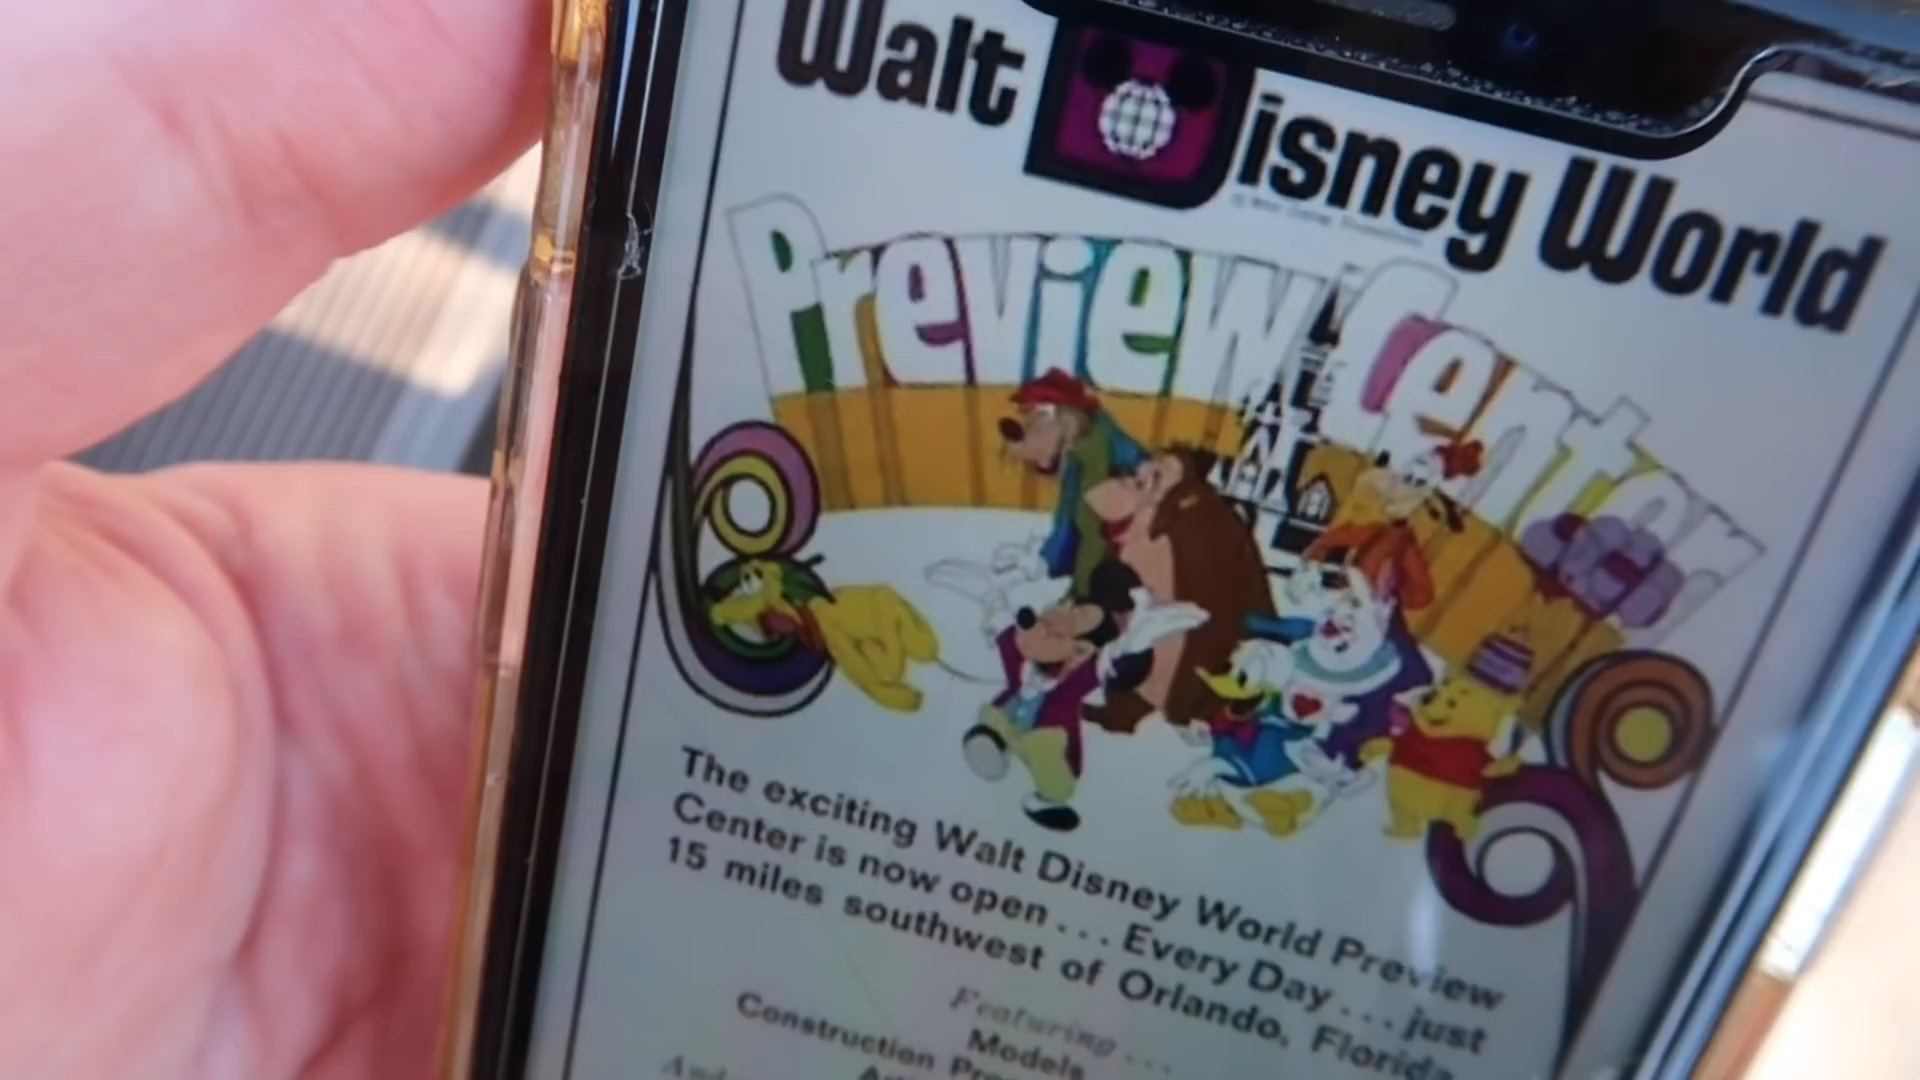 Walt Disney World
Preview Center
The exciting Walt Disney World Preview
Center is now open . . . Every Day . . . just
15 miles southwest of Orlando, Florida
Featuring . . .
Models
Construction